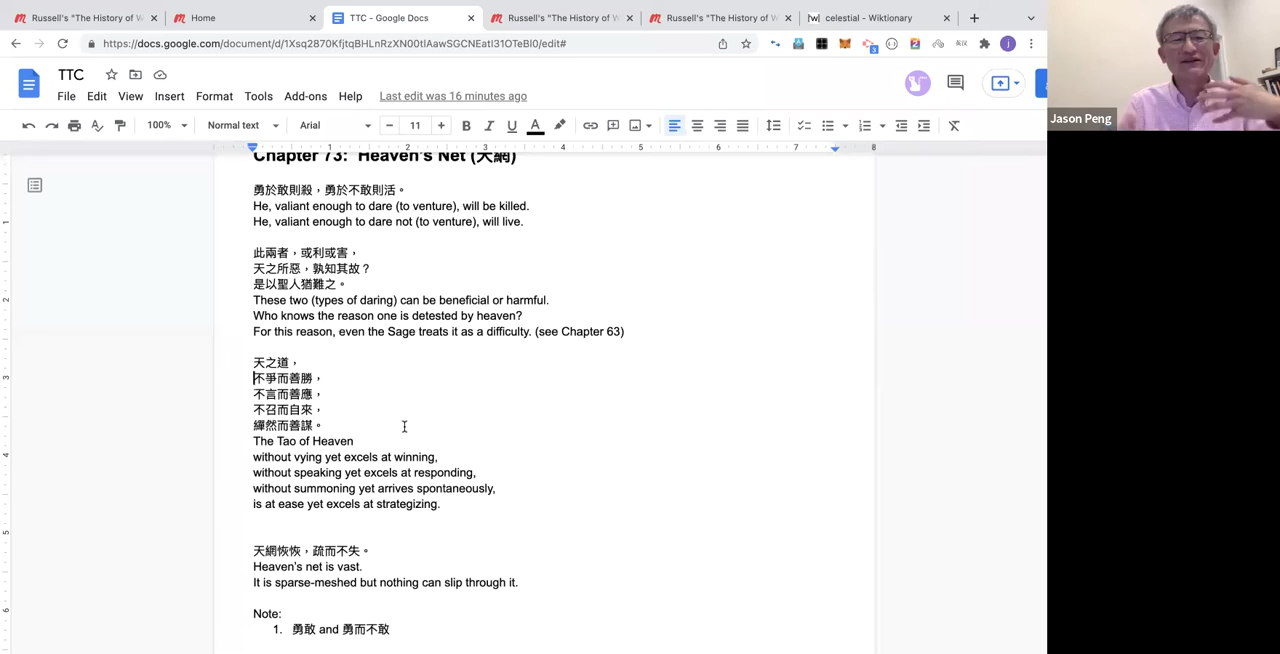 Russell's "The History of W
Home
TTC - Google Docs
Russell's "The History of W
Russell's "The History of W
celestial - Wiktionary
https://docs.google.com/document/d/1Xsq2870KfjtqBHLnRzXN00tIAawSGCNEatI31OTeBl0/edit#
TTC
File Edit View Insert Format Tools Add-ons Help Last edit was 16 minutes ago
100% Normal text Arial 11
1 2 3 4 5 6 7 8
Chapter 73: Heaven's Net (天網)
勇於敢則殺，勇於不敢則活。
He, valiant enough to dare (to venture), will be killed.
He, valiant enough to dare not (to venture), will live.
此兩者，或利或害，
天之所惡，孰知其故？
是以聖人猶難之。
These two (types of daring) can be beneficial or harmful.
Who knows the reason one is detested by heaven?
For this reason, even the Sage treats it as a difficulty. (see Chapter 63)
天之道，
不爭而善勝，
不言而善應，
不召而自來，
繟然而善謀。
The Tao of Heaven
without vying yet excels at winning,
without speaking yet excels at responding,
without summoning yet arrives spontaneously,
is at ease yet excels at strategizing.
天網恢恢，疏而不失。
Heaven's net is vast.
It is sparse-meshed but nothing can slip through it.
Note:
1. 勇敢 and 勇而不敢
Jason Peng